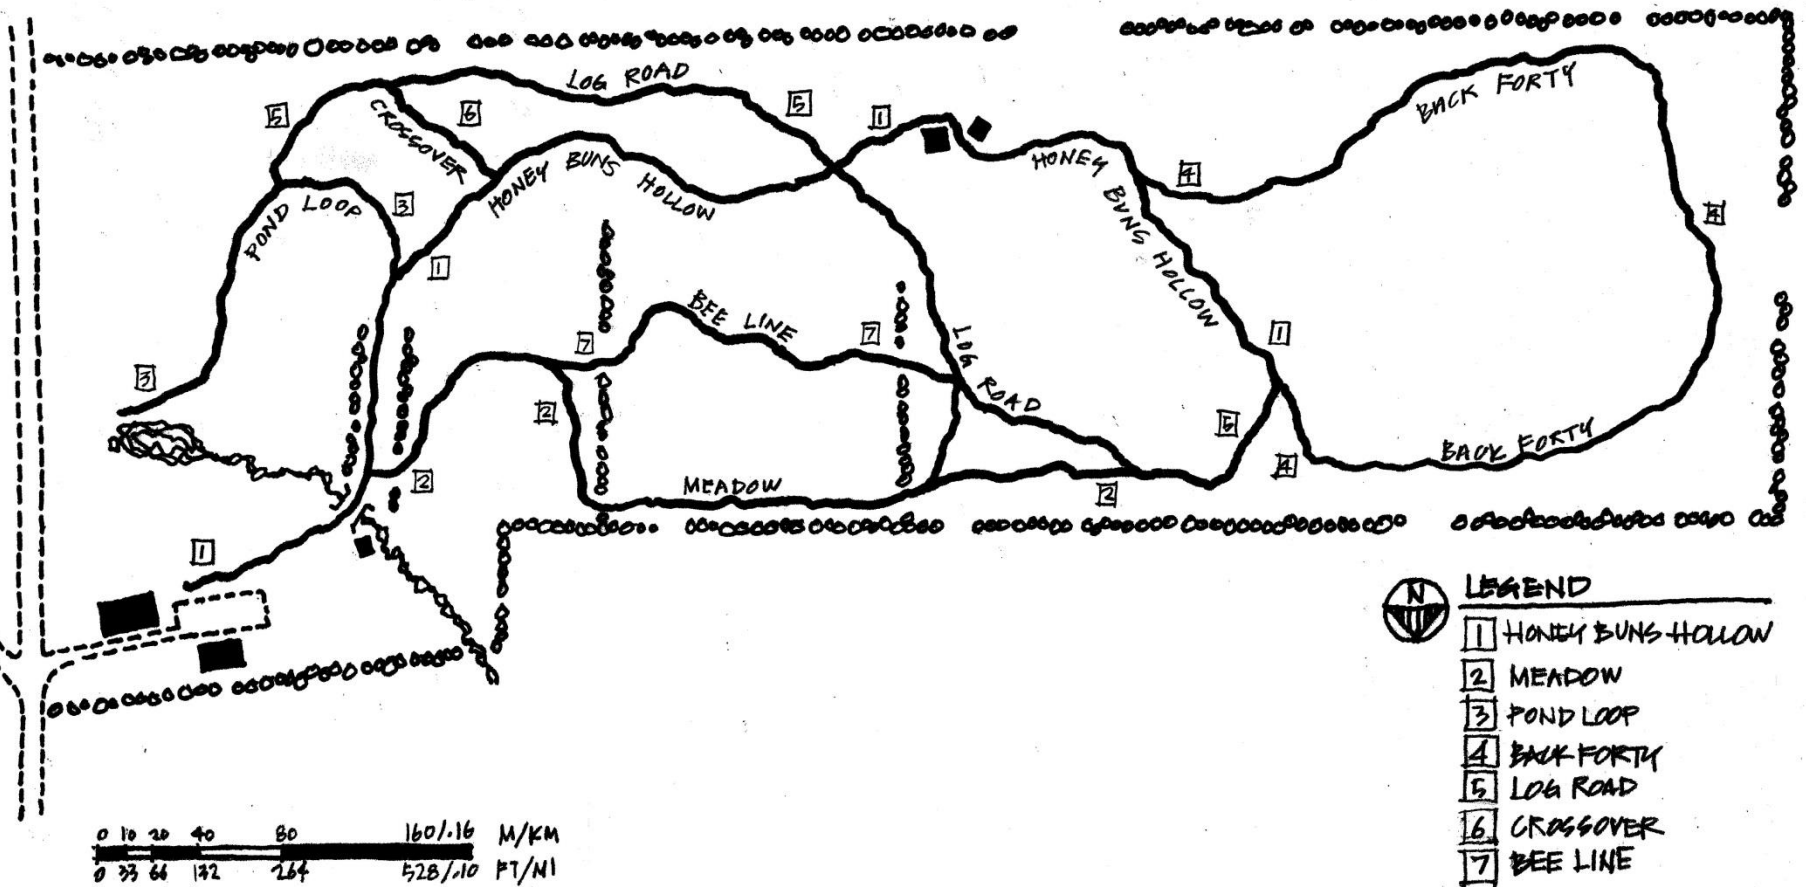 LOG ROAD
BACK FORTY
5
6
5
1
CROSSOVER
HONEY BUNS HOLLOW
HONEY BUNS HOLLOW
4
4
POND LOOP
3
1
BEE LINE
7
7
1
3
2
LOG ROAD
5
4
BACK FORTY
2
MEADOW
2
1
N
LEGEND
1 HONEY BUNS HOLLOW
2 MEADOW
3 POND LOOP
4 BACK FORTY
5 LOG ROAD
6 CROSSOVER
7 BEE LINE
0 10 20 40 80 160/.16 M/KM
0 33 66 132 264 528/.10 FT/MI